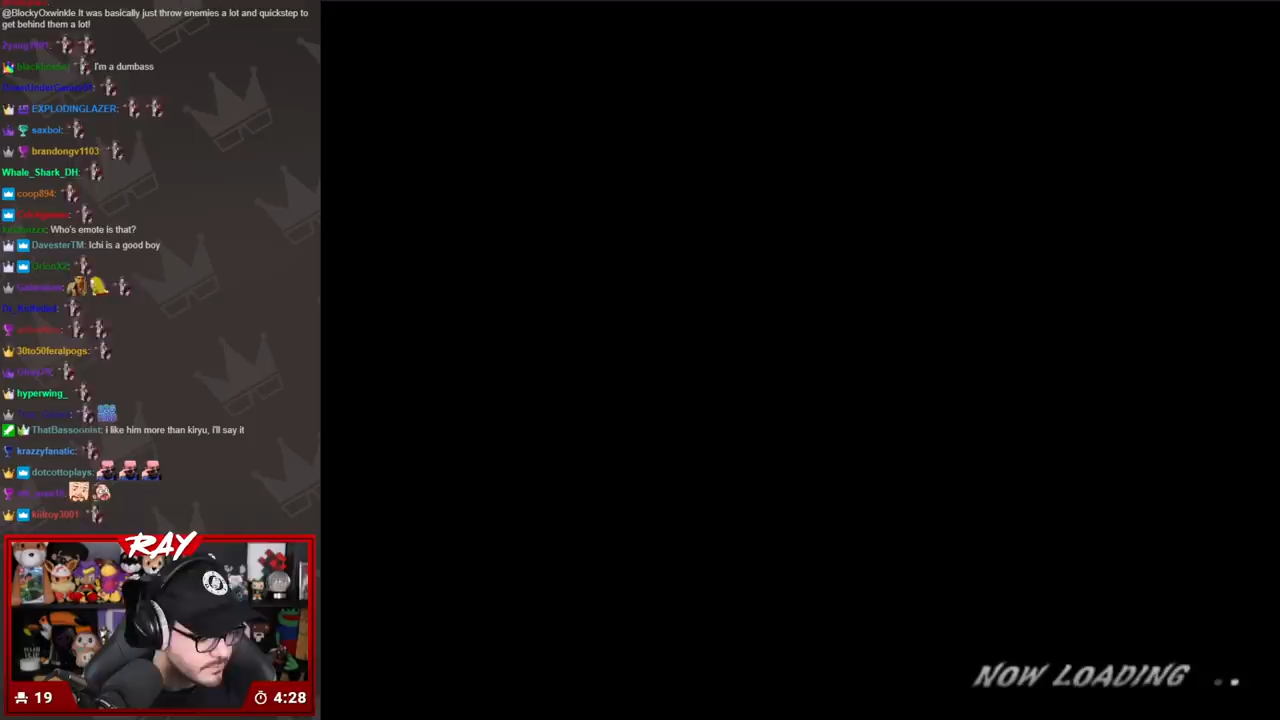 @BlockyOxwinkle It was basically just throw enemies a lot and quickstep to
get behind them a lot!
I'm a dumbass
EXPLODINGLAZER:
saxboi:
brandongv1103:
Whale_Shark_DH:
coop894:
Who's emote is that?
DavesterTM: Ichi is a good boy
30to50feralpogs:
hyperwing_
ThatBassoonist: i like him more than kiryu, i'll say it
krazzyfanatic:
dotcottoplays:
kiilroy3001
RAY
19
4:28
NOW LOADING ..